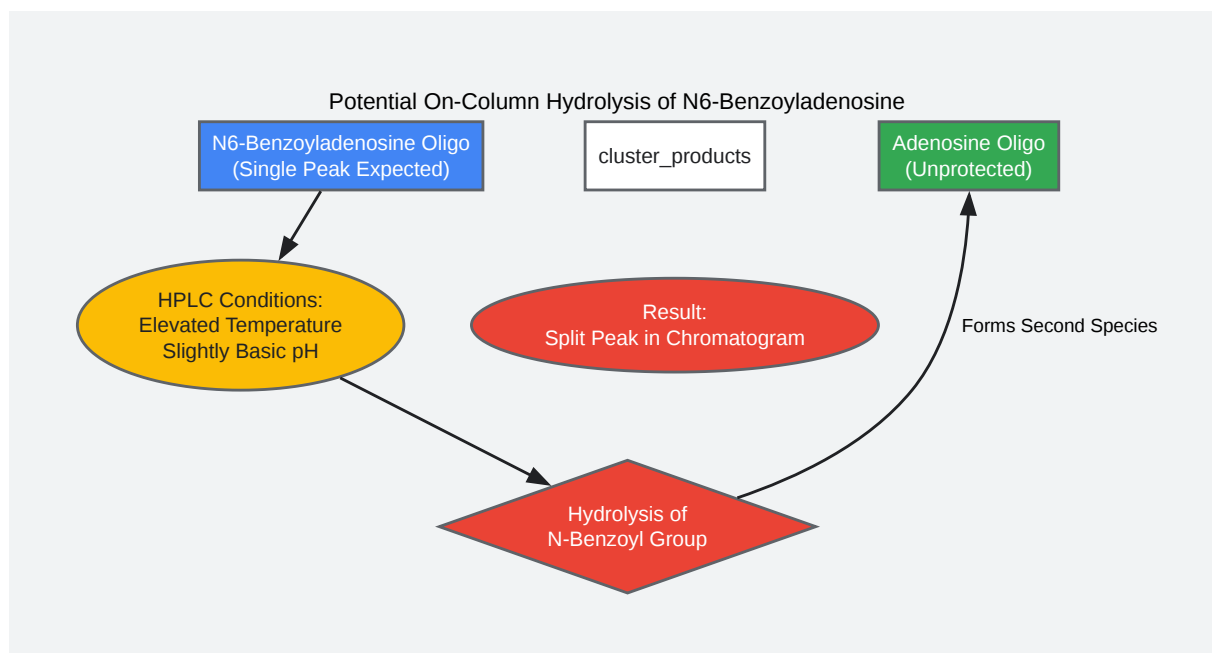 Potential On-Column Hydrolysis of N6-Benzoyladenosine
N6-Benzoyladenosine Oligo
(Single Peak Expected)
cluster_products
Adenosine Oligo
(Unprotected)
HPLC Conditions:
Elevated Temperature
Slightly Basic pH
Result:
Split Peak in Chromatogram
Forms Second Species
Hydrolysis of
N-Benzoyl Group